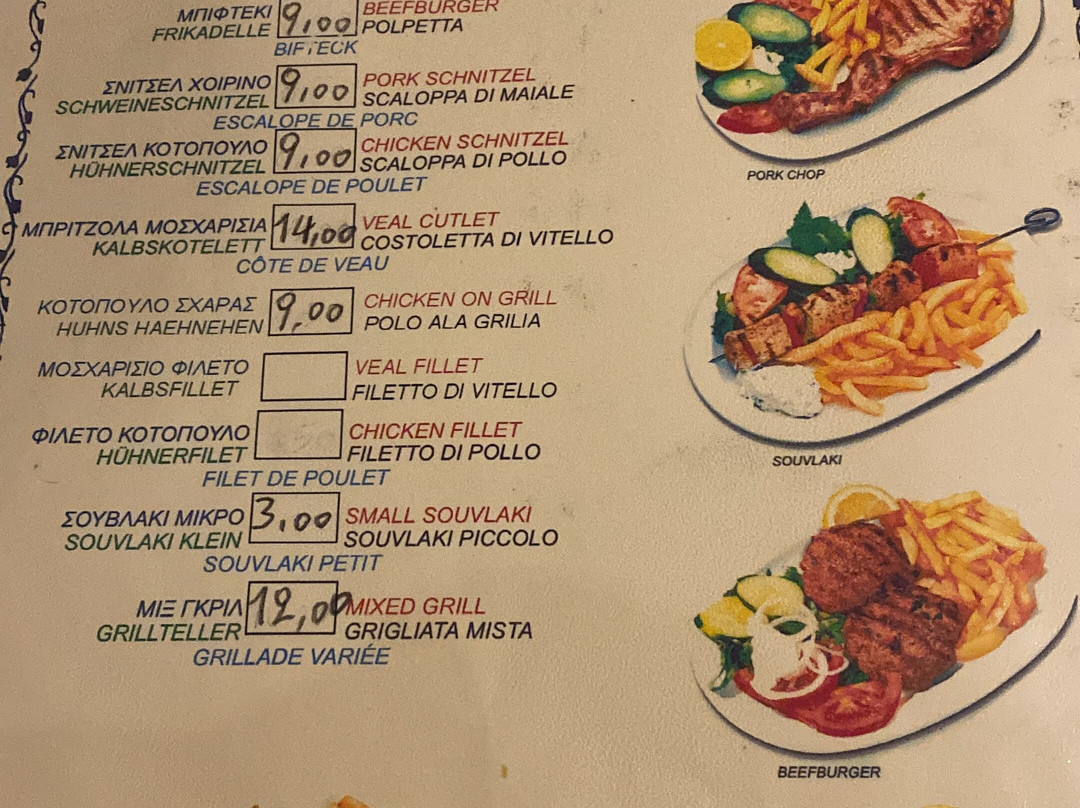 ΜΠΙΦΤΕΚΙ 9,00 BEEFBURGER
FRIKADELLE POLPETTA
BIFTECK
ΣΝΙΤΣΕΛ ΧΟΙΡΙΝΟ 9,00 PORK SCHNITZEL
SCHWEINESCHNITZEL SCALOPPA DI MAIALE
ESCALOPE DE PORC
ΣΝΙΤΣΕΛ ΚΟΤΟΠΟΥΛΟ 9,00 CHICKEN SCHNITZEL
HÜHNERSCHNITZEL SCALOPPA DI POLLO
ESCALOPE DE POULET
ΜΠΡΙΤΖΟΛΑ ΜΟΣΧΑΡΙΣΙΑ 14,00 VEAL CUTLET
KALBSKOTELETT COSTOLETTA DI VITELLO
CÔTE DE VEAU
ΚΟΤΟΠΟΥΛΟ ΣΧΑΡΑΣ 9,00 CHICKEN ON GRILL
HUHNS HAEHNEHEN POLO ALA GRILIA
ΜΟΣΧΑΡΙΣΙΟ ΦΙΛΕΤΟ VEAL FILLET
KALBSFILLET FILETTO DI VITELLO
ΦΙΛΕΤΟ ΚΟΤΟΠΟΥΛΟ CHICKEN FILLET
HÜHNERFILET FILETTO DI POLLO
FILET DE POULET
ΣΟΥΒΛΑΚΙ ΜΙΚΡΟ 3,00 SMALL SOUVLAKI
SOUVLAKI KLEIN SOUVLAKI PICCOLO
SOUVLAKI PETIT
ΜΙΞ ΓΚΡΙΛ 12,00 MIXED GRILL
GRILLTELLER GRIGLIATA MISTA
GRILLADE VARIÉE
PORK CHOP
SOUVLAKI
BEEFBURGER